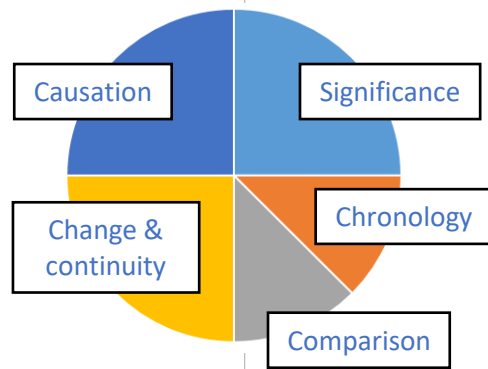 Causation
Significance
Change &
continuity
Chronology
Comparison